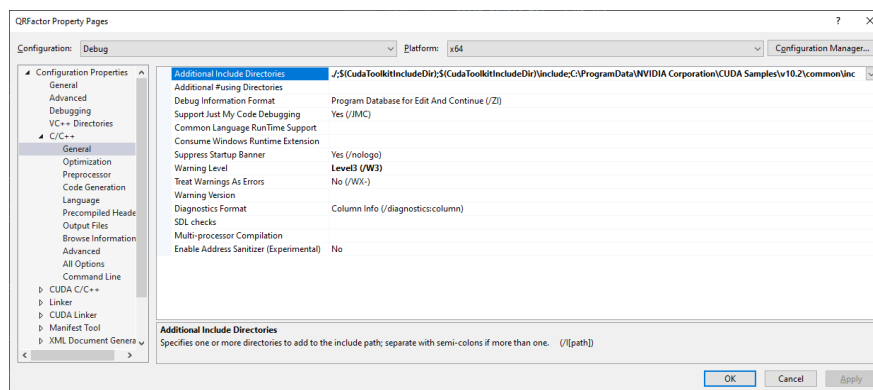 QRFactor Property Pages
? ×
Configuration: Debug Platform: x64 Configuration Manager...
Configuration Properties
General
Advanced
Debugging
VC++ Directories
C/C++
General
Optimization
Preprocessor
Code Generation
Language
Precompiled Heade
Output Files
Browse Information
Advanced
All Options
Command Line
CUDA C/C++
Linker
CUDA Linker
Manifest Tool
XML Document Genera
Additional Include Directories ./;$(CudaToolkitIncludeDir);$(CudaToolkitIncludeDir)\include;C:\ProgramData\NVIDIA Corporation\CUDA Samples\v10.2\common\inc
Additional #using Directories
Debug Information Format Program Database for Edit And Continue (/ZI)
Support Just My Code Debugging Yes (/JMC)
Common Language RunTime Support
Consume Windows Runtime Extension
Suppress Startup Banner Yes (/nologo)
Warning Level Level3 (/W3)
Treat Warnings As Errors No (/WX-)
Warning Version
Diagnostics Format Column Info (/diagnostics:column)
SDL checks
Multi-processor Compilation
Enable Address Sanitizer (Experimental) No
Additional Include Directories
Specifies one or more directories to add to the include path; separate with semi-colons if more than one. (/I[path])
OK Cancel Apply